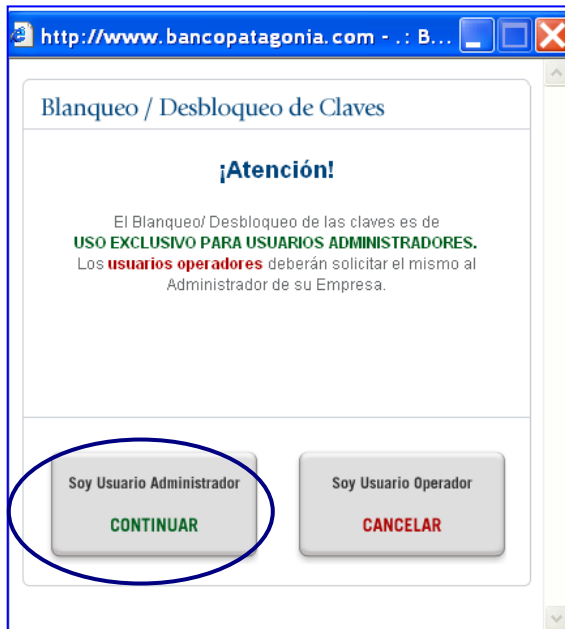 http://www.bancopatagonia.com - .: B...
Blanqueo / Desbloqueo de Claves
¡Atención!
El Blanqueo/ Desbloqueo de las claves es de
USO EXCLUSIVO PARA USUARIOS ADMINISTRADORES.
Los usuarios operadores deberán solicitar el mismo al
Administrador de su Empresa.
Soy Usuario Administrador
CONTINUAR
Soy Usuario Operador
CANCELAR